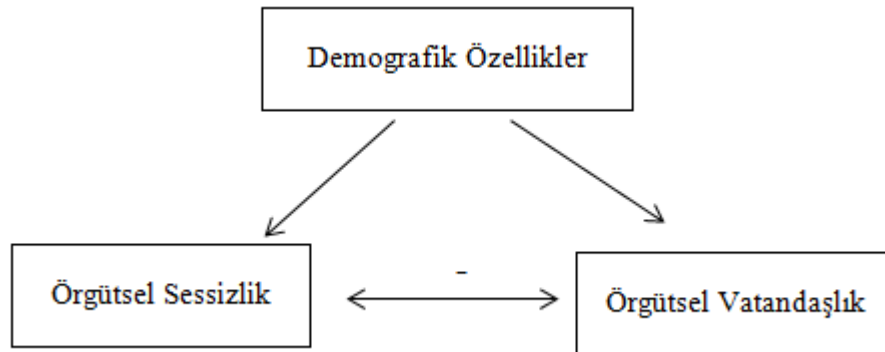 Demografik Özellikler
-
Örgütsel Sessizlik
Örgütsel Vatandaşlık